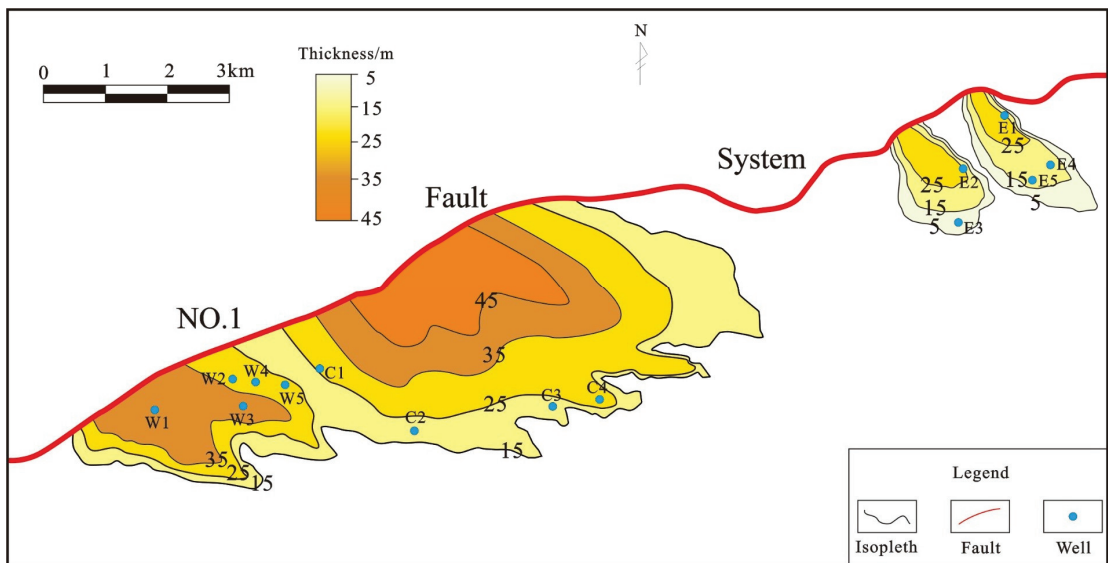 N
Thickness/m
0 1 2 3km
5
15
25
35
45
NO.1 Fault System
E1
25
E4
15
E5
5
E2
25
15
5
E3
45
35
25
15
C1
C2
C3
C4
W2
W4
W5
W1
W3
35
25
15
Legend
Isopleth Fault Well